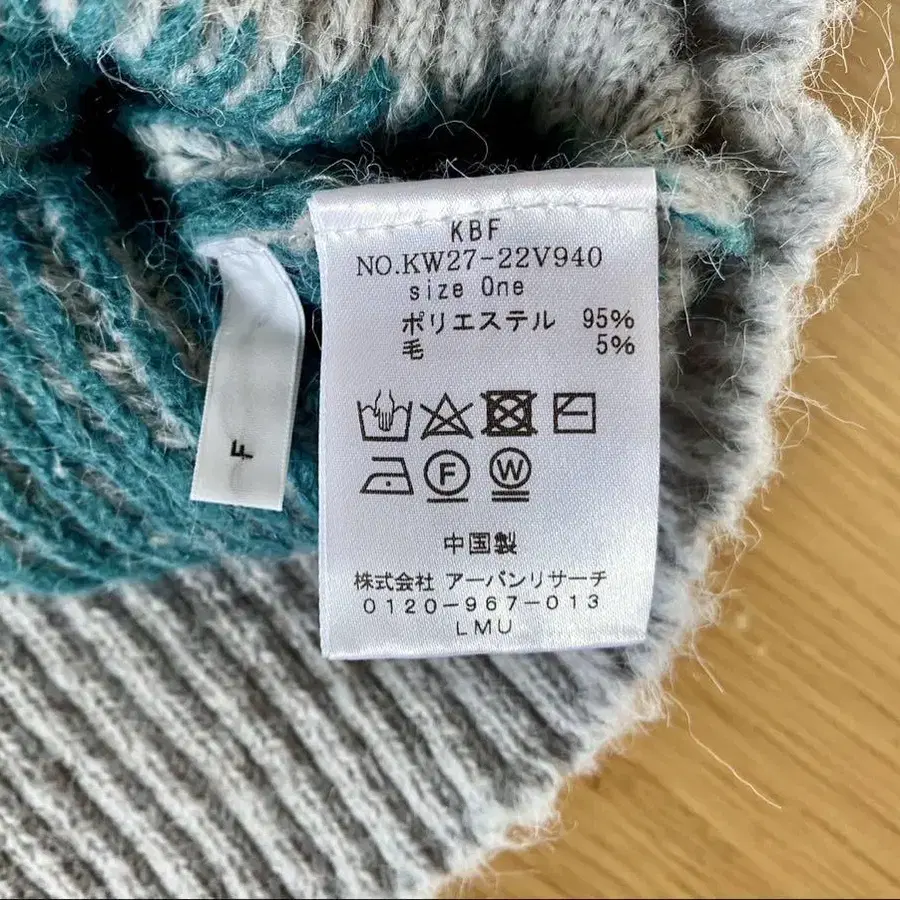 KBF
NO.KW27-22V940
size One
ポリエステル 95%
毛 5%
F
W
中国製
株式会社 アーバンリサーチ
0120-967-013
LMU
F